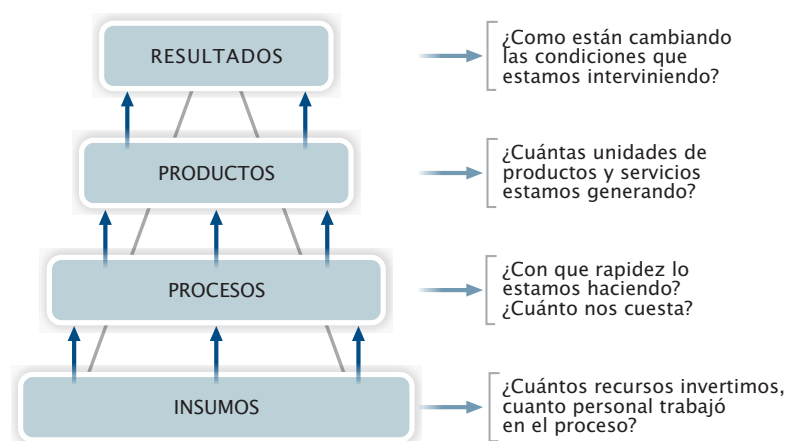 RESULTADOS
¿Como están cambiando
las condiciones que
estamos interviniendo?
PRODUCTOS
¿Cuántas unidades de
productos y servicios
estamos generando?
PROCESOS
¿Con que rapidez lo
estamos haciendo?
¿Cuánto nos cuesta?
INSUMOS
¿Cuántos recursos invertimos,
cuanto personal trabajó
en el proceso?